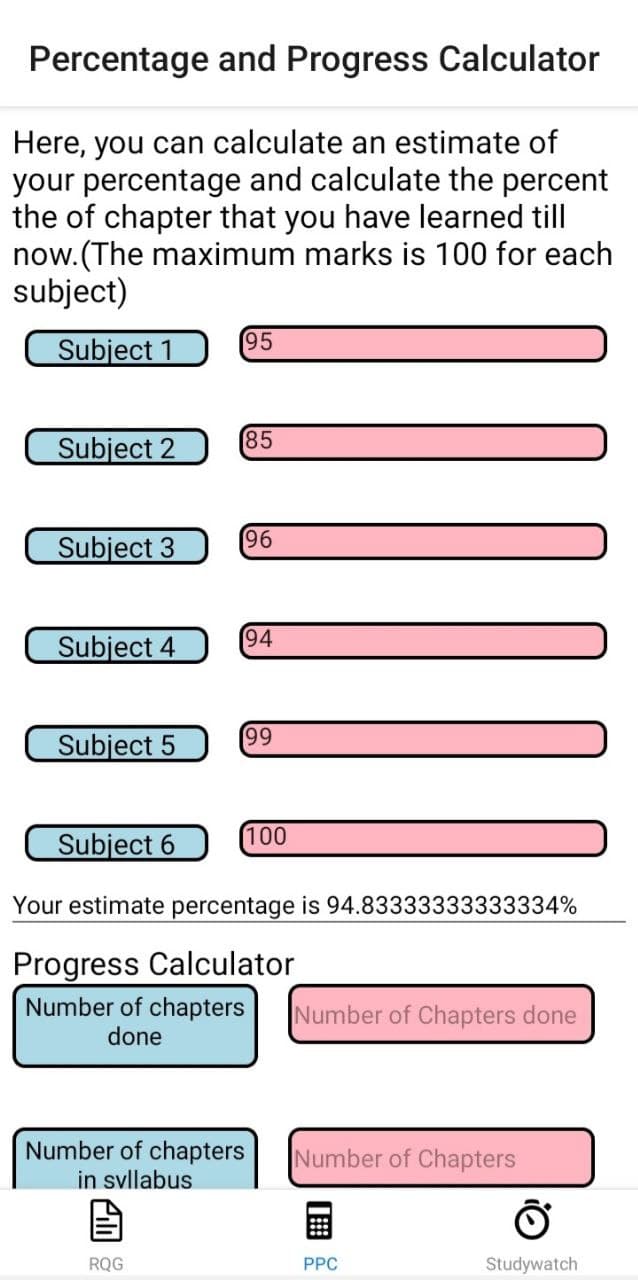 Percentage and Progress Calculator
Here, you can calculate an estimate of
your percentage and calculate the percent
the of chapter that you have learned till
now.(The maximum marks is 100 for each
subject)
Subject 1 95
Subject 2 85
Subject 3 96
Subject 4 94
Subject 5 99
Subject 6 100
Your estimate percentage is 94.83333333333334%
Progress Calculator
Number of chapters
done
Number of Chapters done
Number of chapters
in syllabus
Number of Chapters
RQG PPC Studywatch